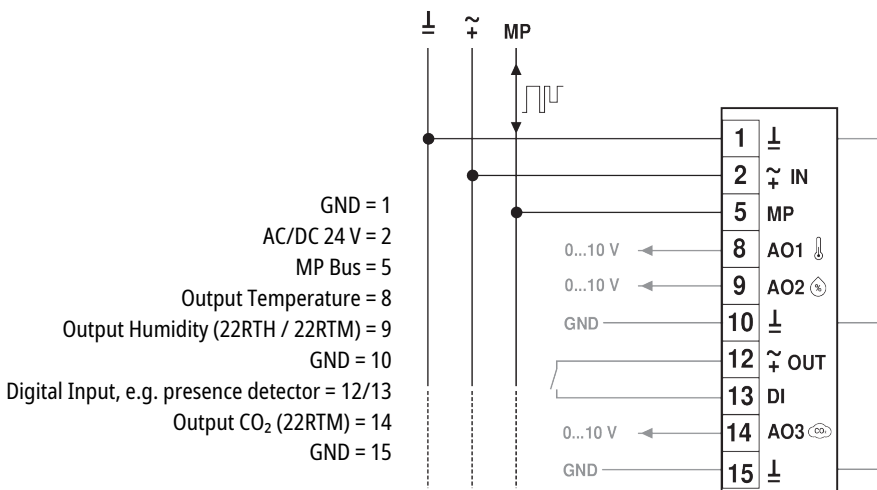 ⊥ ~+ MP
1 ⊥
2 ~+ IN
5 MP
0...10 V 8 AO1
0...10 V 9 AO2 %
GND 10 ⊥
12 ~+ OUT
13 DI
0...10 V 14 AO3 CO₂
GND 15 ⊥
GND = 1
AC/DC 24 V = 2
MP Bus = 5
Output Temperature = 8
Output Humidity (22RTH / 22RTM) = 9
GND = 10
Digital Input, e.g. presence detector = 12/13
Output CO₂ (22RTM) = 14
GND = 15